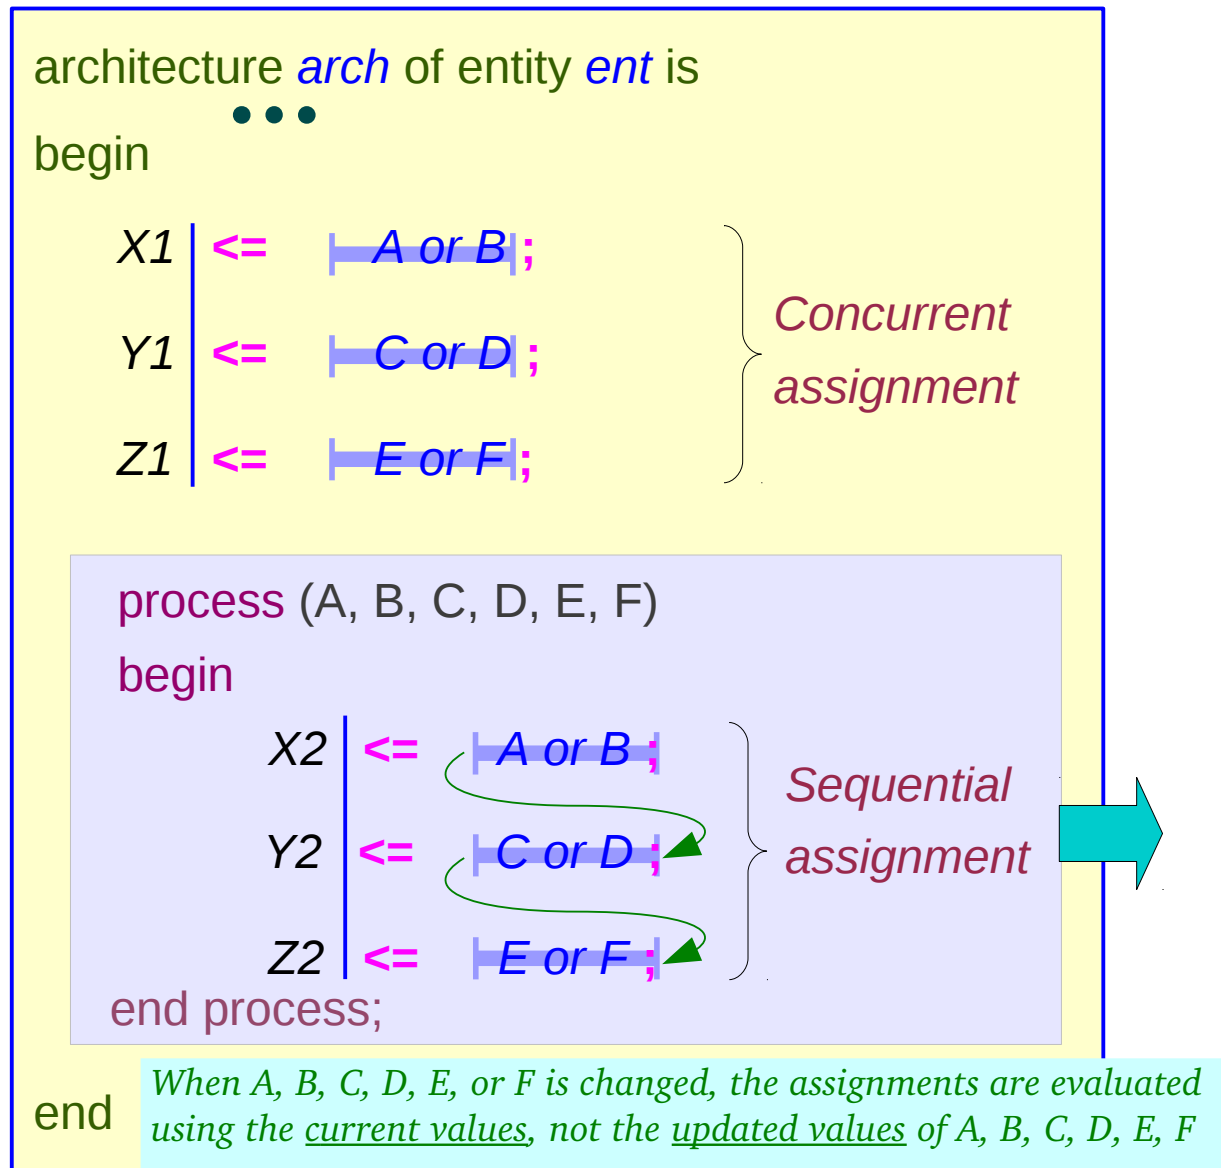 architecture arch of entity ent is
•••
begin
X1 <= A or B ;
Y1 <= C or D ;
Z1 <= E or F ;
Concurrent
assignment
process (A, B, C, D, E, F)
begin
X2 <= A or B ;
Y2 <= C or D ;
Z2 <= E or F ;
Sequential
assignment
end process;
end
When A, B, C, D, E, or F is changed, the assignments are evaluated
using the current values, not the updated values of A, B, C, D, E, F